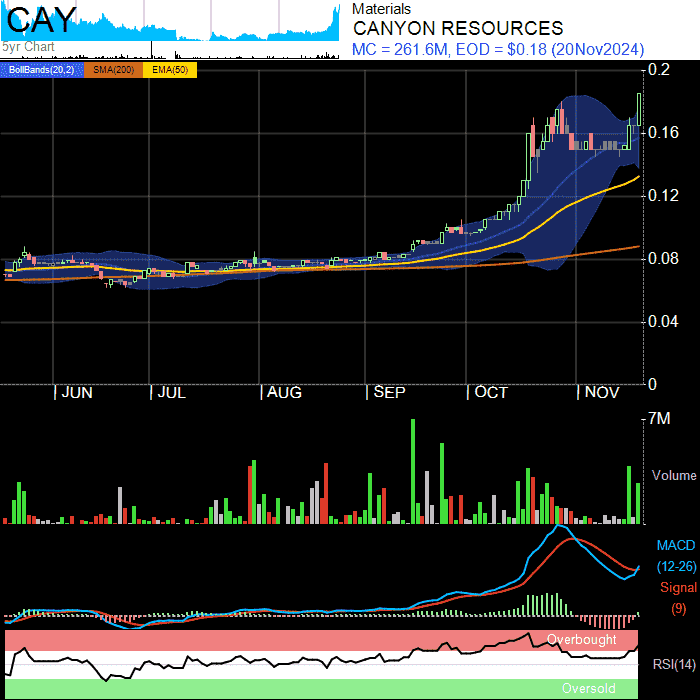 CAY
5yr Chart
Materials
CANYON RESOURCES
MC = 261.6M, EOD = $0.18 (20Nov2024)
BollBands(20,2) SMA(200) EMA(50)
0.2
0.16
0.12
0.08
0.04
0
JUN JUL AUG SEP OCT NOV
7M
Volume
MACD
(12-26)
Signal
(9)
Overbought
RSI(14)
Oversold